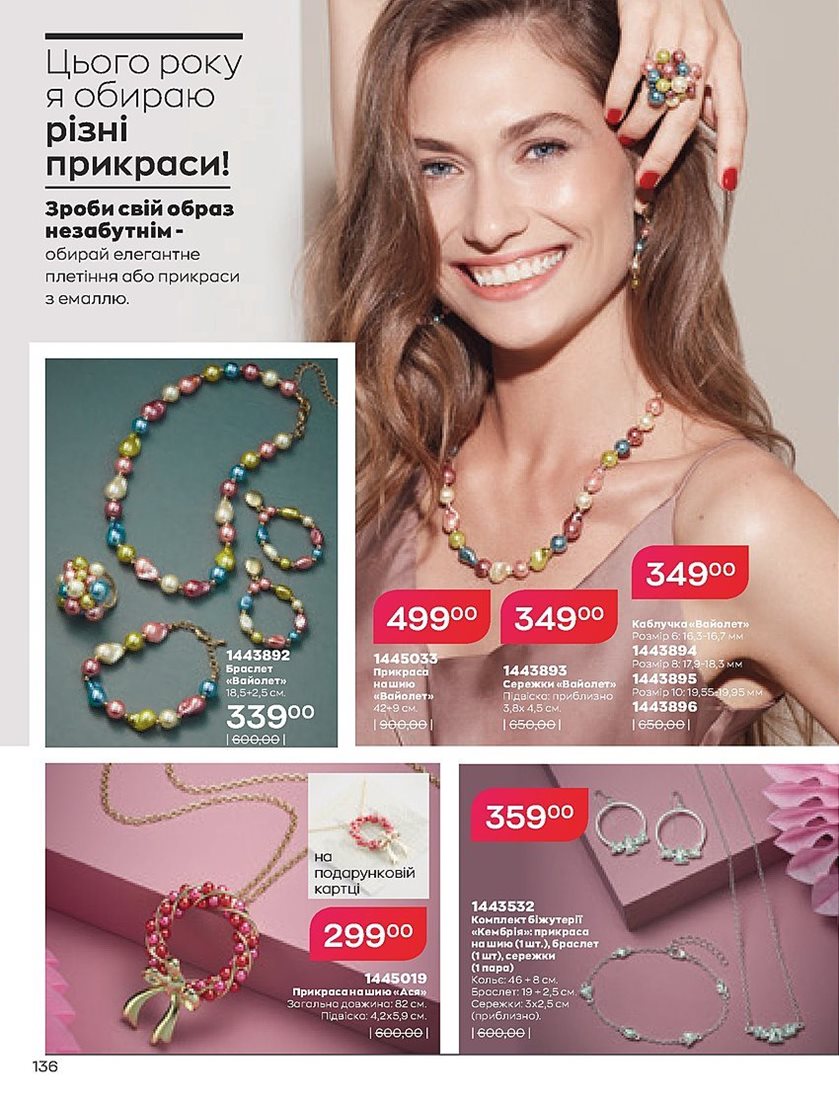 Цього року
я обираю
різні
прикраси!
Зроби свій образ
незабутнім -
обирай елегантне
плетіння або прикраси
з емаллю.
1443892
Браслет
«Вайолет»
18,5+2,5 см.
339⁰⁰
| 600,00 |
499⁰⁰
1445033
Прикраса
на шию
«Вайолет»
42+9 см.
| 900,00 |
349⁰⁰
1443893
Сережки «Вайолет»
Підвіска: приблизно
3,8х 4,5 см.
| 650,00 |
349⁰⁰
Каблучка «Вайолет»
Розмір 6: 16,3-16,7 мм
1443894
Розмір 8: 17,9-18,3 мм
1443895
Розмір 10: 19,55-19,95 мм
1443896
| 650,00 |
на
подарунковій
картці
299⁰⁰
1445019
Прикраса на шию «Ася»
Загальна довжина: 82 см.
Підвіска: 4,2х5,9 см.
| 600,00 |
359⁰⁰
1443532
Комплект біжутерії
«Кембрія»: прикраса
на шию (1 шт.), браслет
(1 шт), сережки
(1 пара)
Кольє: 46 + 8 см.
Браслет: 19 + 2,5 см.
Сережки: 3х2,5 см
(приблизно).
| 600,00 |
136